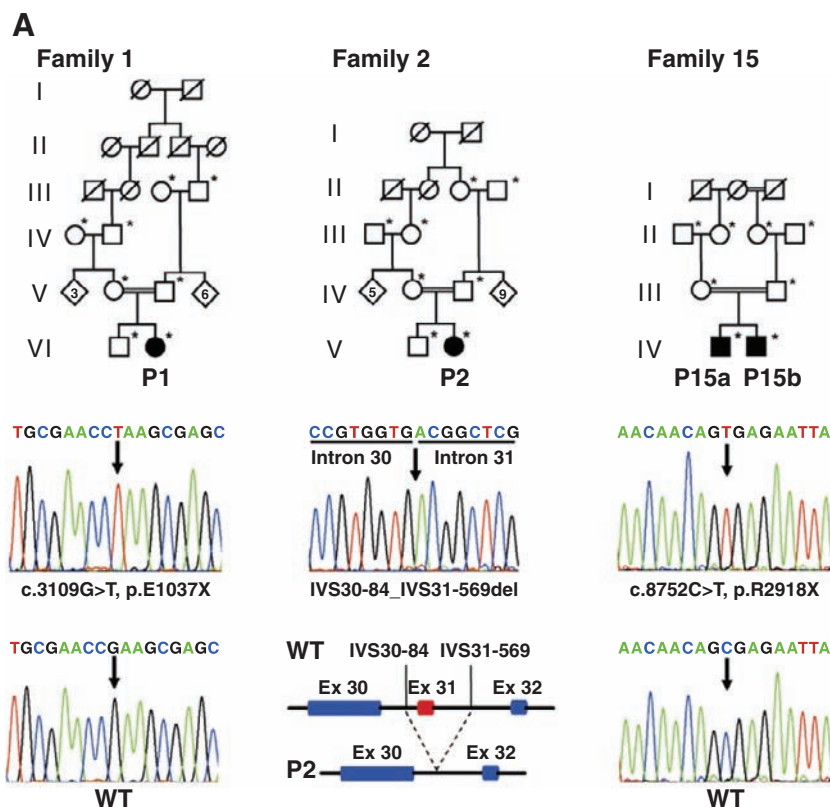 A
Family 1 Family 2 Family 15
I
II
III
IV
V
VI
* * * * * * * *
3 6
P1
I
II
III
IV
V
* * * * * * * *
5 9
P2
I
II
III
IV
* * * * * * * *
P15a P15b
TGCGAACCTAAGCGAGC
c.3109G>T, p.E1037X
TGCGAACCGAAGCGAGC
WT
CCGTGGTGACGGCTCG
Intron 30 Intron 31
IVS30-84_IVS31-569del
WT IVS30-84 IVS31-569
Ex 30 Ex 31 Ex 32
Ex 30 Ex 32
P2
AACAACAGTGAGAATTA
c.8752C>T, p.R2918X
AACAACAGCGAGAATTA
WT